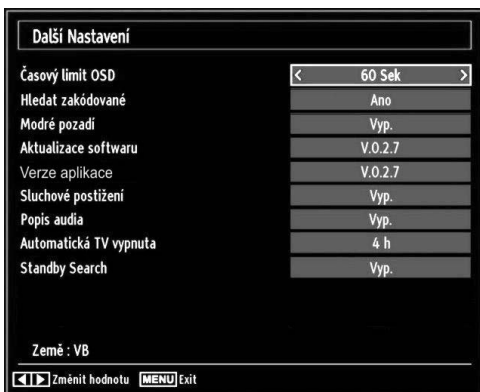 Další Nastavení
Časový limit OSD < 60 Sek >
Hledat zakódované Ano
Modré pozadí Vyp.
Aktualizace softwaru V.0.2.7
Verze aplikace V.0.2.7
Sluchové postižení Vyp.
Popis audia Vyp.
Automatická TV vypnuta 4 h
Standby Search Vyp.
Země : VB
Změnit hodnotu MENU Exit